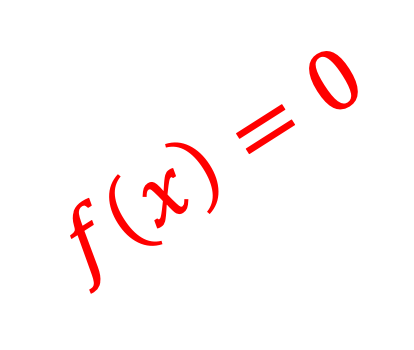 f(x) = 0